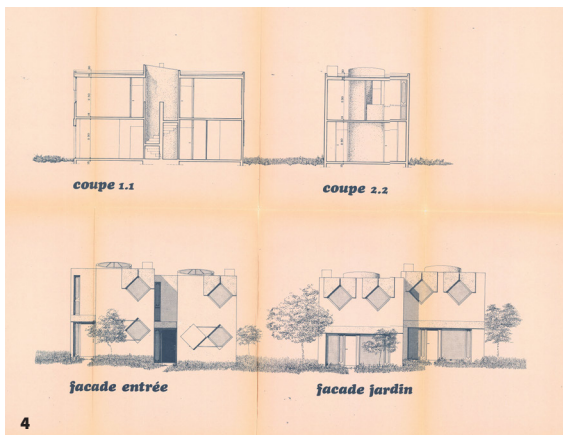 coupe 1.1
coupe 2.2
facade entrée
facade jardin
4